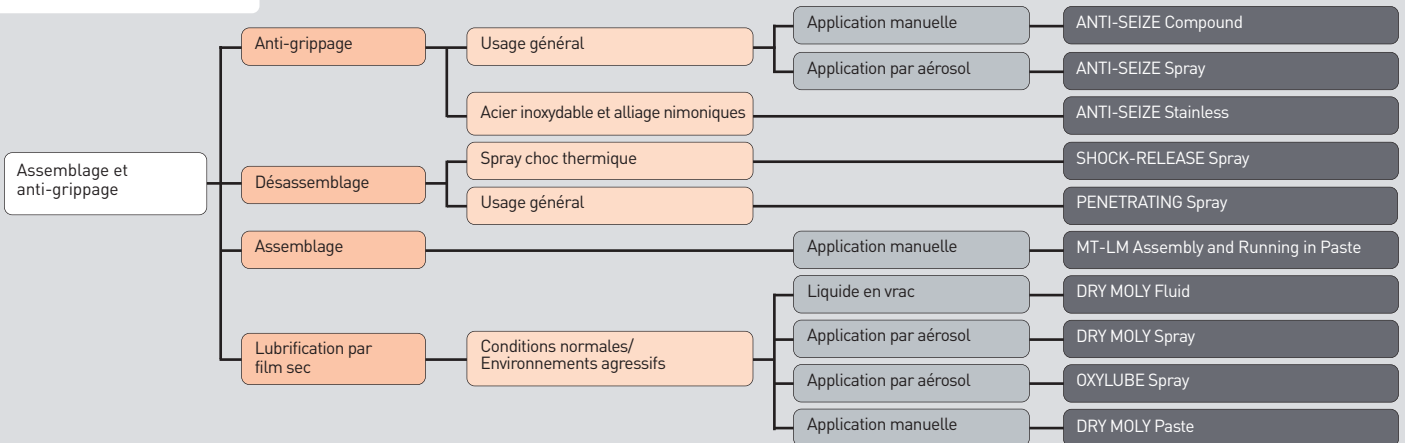 Assemblage et
anti-grippage
Anti-grippage
Usage général
Application manuelle
ANTI-SEIZE Compound
Application par aérosol
ANTI-SEIZE Spray
Acier inoxydable et alliage nimoniques
ANTI-SEIZE Stainless
Désassemblage
Spray choc thermique
SHOCK-RELEASE Spray
Usage général
PENETRATING Spray
Assemblage
Application manuelle
MT-LM Assembly and Running in Paste
Lubrification par
film sec
Conditions normales/
Environnements agressifs
Liquide en vrac
DRY MOLY Fluid
Application par aérosol
DRY MOLY Spray
Application par aérosol
OXYLUBE Spray
Application manuelle
DRY MOLY Paste